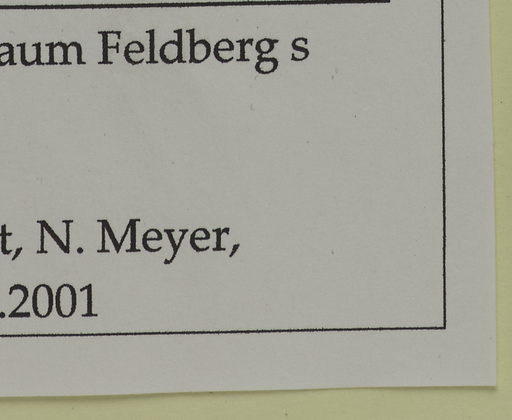 aum Feldberg s
t, N. Meyer,
.2001